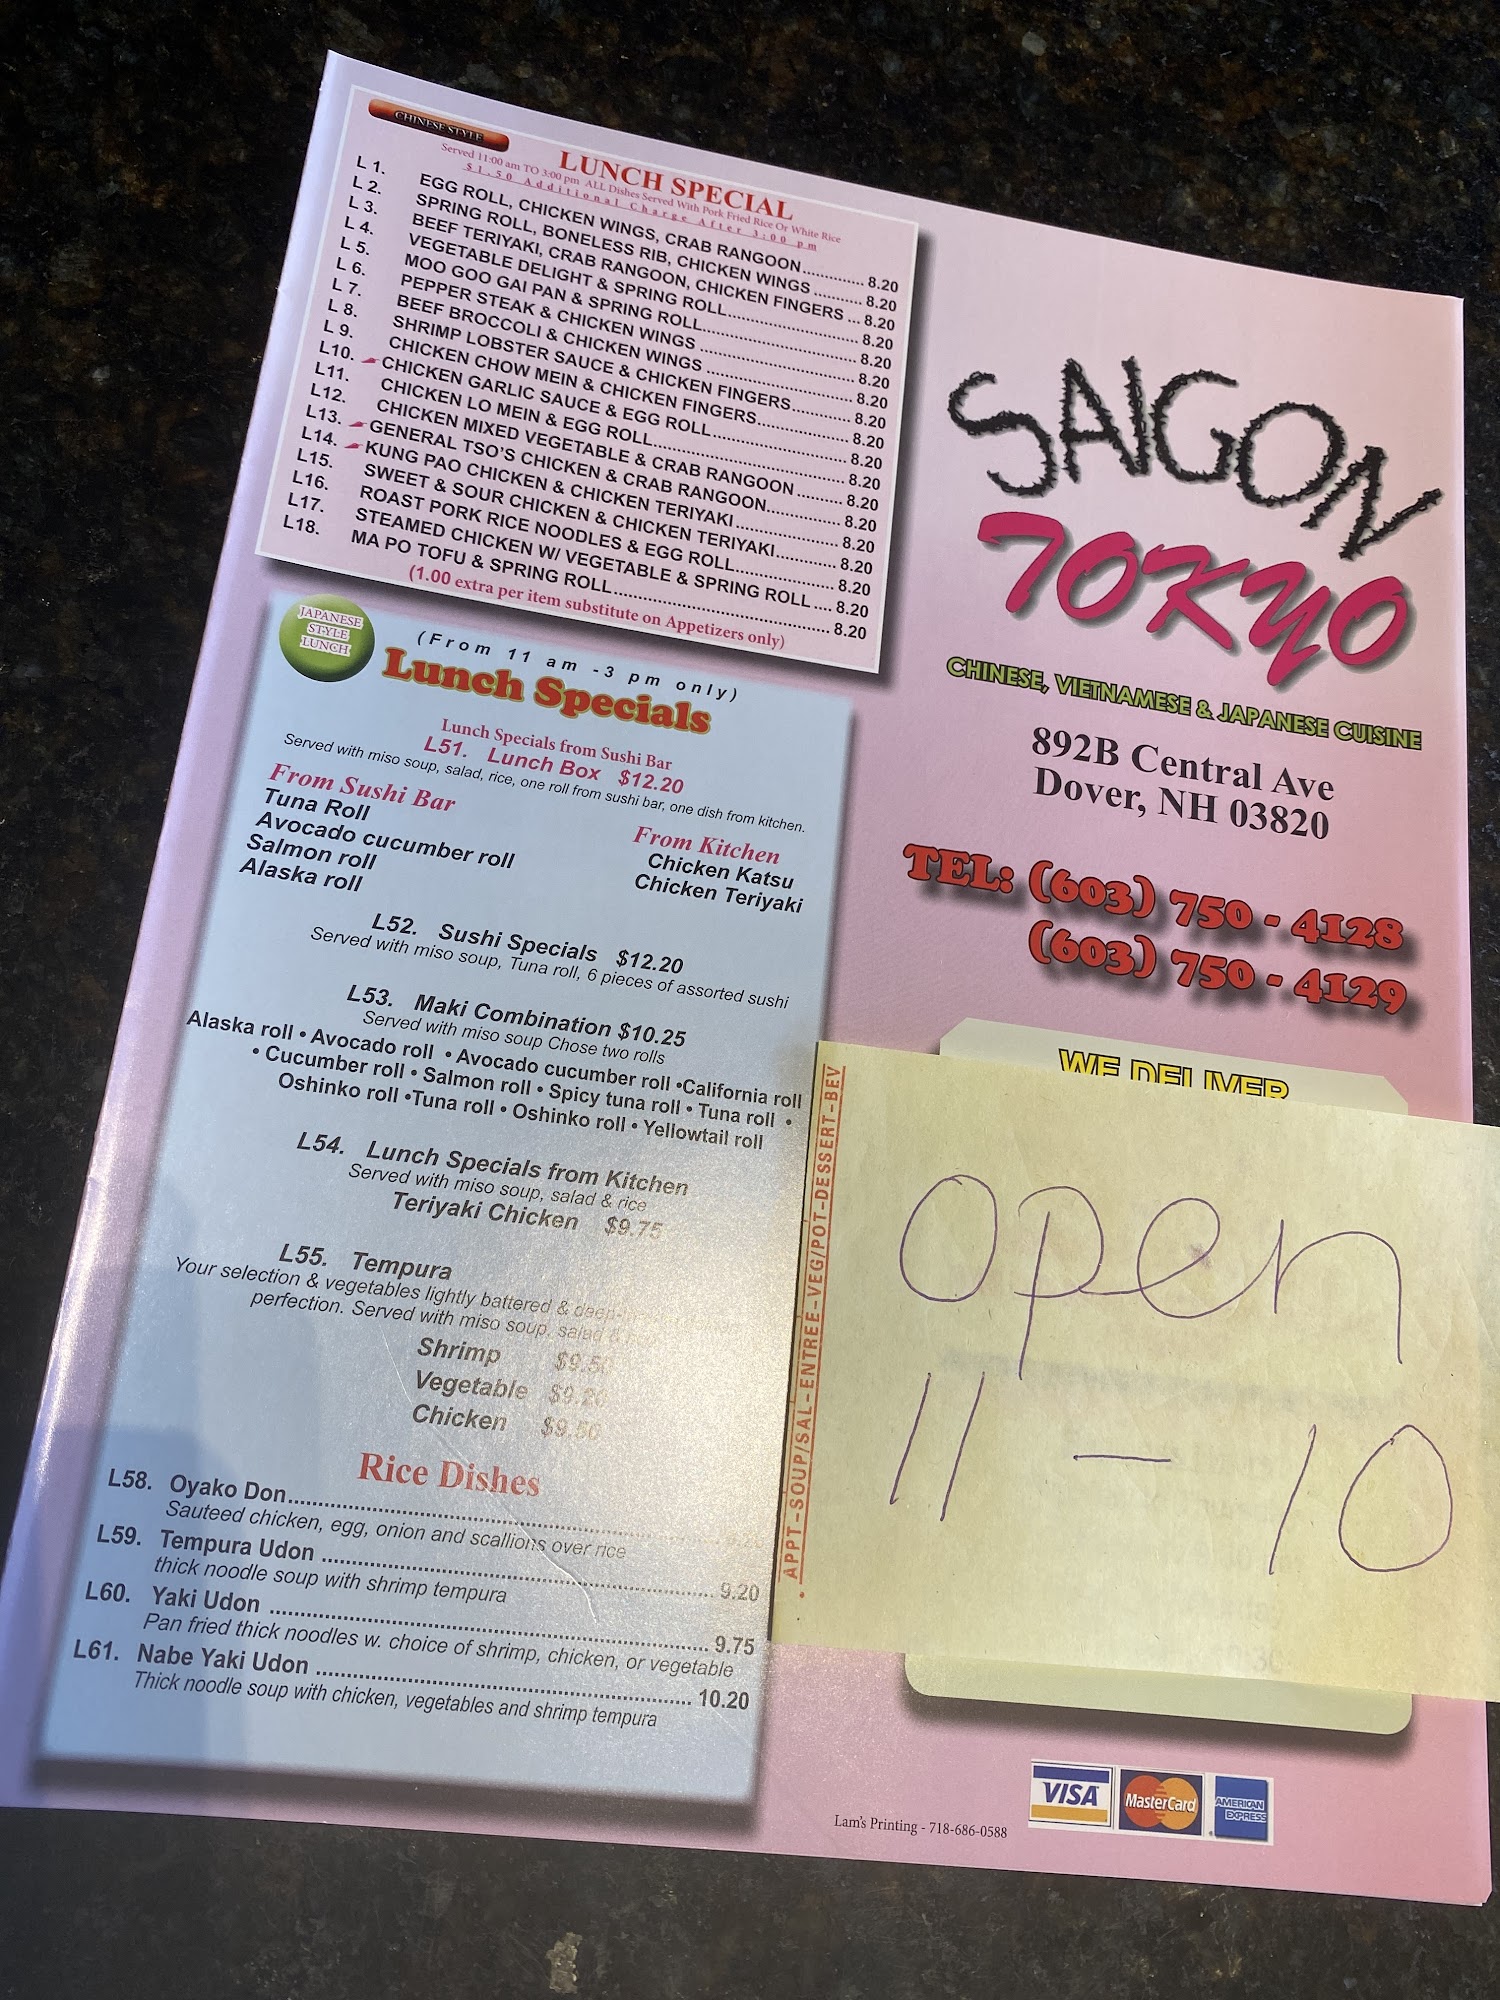 CHINESE STYLE
LUNCH SPECIAL
Served 11:00 am TO 3:00 pm ALL Dishes Served With Pork Fried Rice Or White Rice
$1.50 Additional Charge After 3:00 pm
L 1. EGG ROLL, CHICKEN WINGS, CRAB RANGOON............ 8.20
L 2. SPRING ROLL, BONELESS RIB, CHICKEN WINGS .......... 8.20
L 3. BEEF TERIYAKI, CRAB RANGOON, CHICKEN FINGERS ... 8.20
L 4. VEGETABLE DELIGHT & SPRING ROLL........................... 8.20
L 5. MOO GOO GAI PAN & SPRING ROLL................................ 8.20
L 6. PEPPER STEAK & CHICKEN WINGS ................................ 8.20
L 7. BEEF BROCCOLI & CHICKEN WINGS .............................. 8.20
L 8. SHRIMP LOBSTER SAUCE & CHICKEN FINGERS............ 8.20
L 9. CHICKEN CHOW MEIN & CHICKEN FINGERS.................. 8.20
L10. CHICKEN GARLIC SAUCE & EGG ROLL........................... 8.20
L11. CHICKEN LO MEIN & EGG ROLL...................................... 8.20
L12. CHICKEN MIXED VEGETABLE & CRAB RANGOON ......... 8.20
L13. GENERAL TSO'S CHICKEN & CRAB RANGOON............... 8.20
L14. KUNG PAO CHICKEN & CHICKEN TERIYAKI..................... 8.20
L15. SWEET & SOUR CHICKEN & CHICKEN TERIYAKI............ 8.20
L16. ROAST PORK RICE NOODLES & EGG ROLL.................... 8.20
L17. STEAMED CHICKEN W/ VEGETABLE & SPRING ROLL .... 8.20
L18. MA PO TOFU & SPRING ROLL............................................ 8.20
(1.00 extra per item substitute on Appetizers only)
JAPANESE
STYLE
LUNCH
(From 11 am -3 pm only)
Lunch Specials
Lunch Specials from Sushi Bar
L51. Lunch Box $12.20
Served with miso soup, salad, rice, one roll from sushi bar, one dish from kitchen.
From Sushi Bar
Tuna Roll
Avocado cucumber roll
Salmon roll
Alaska roll
From Kitchen
Chicken Katsu
Chicken Teriyaki
L52. Sushi Specials $12.20
Served with miso soup, Tuna roll, 6 pieces of assorted sushi
L53. Maki Combination $10.25
Served with miso soup Chose two rolls
Alaska roll • Avocado roll • Avocado cucumber roll •California roll
• Cucumber roll • Salmon roll • Spicy tuna roll • Tuna roll •
Oshinko roll •Tuna roll • Oshinko roll • Yellowtail roll
L54. Lunch Specials from Kitchen
Served with miso soup, salad & rice
Teriyaki Chicken $9.75
L55. Tempura
Your selection & vegetables lightly battered & deep-
perfection. Served with miso soup, salad &
Shrimp $9.50
Vegetable $9.20
Chicken $9.50
Rice Dishes
L58. Oyako Don
Sauteed chicken, egg, onion and scallions over rice
L59. Tempura Udon ........................................................ 9.20
thick noodle soup with shrimp tempura
L60. Yaki Udon ................................................................ 9.75
Pan fried thick noodles w. choice of shrimp, chicken, or vegetable
L61. Nabe Yaki Udon ...................................................... 10.20
Thick noodle soup with chicken, vegetables and shrimp tempura
SAIGON
TOKYO
CHINESE, VIETNAMESE & JAPANESE CUISINE
892B Central Ave
Dover, NH 03820
TEL: (603) 750 - 4128
(603) 750 - 4129
WE DELIVER
• APPT-SOUP/SAL-ENTREE-VEG/POT-DESSERT-BEV
open
11 - 10
VISA
MasterCard
AMERICAN
EXPRESS
Lam's Printing - 718-686-0588